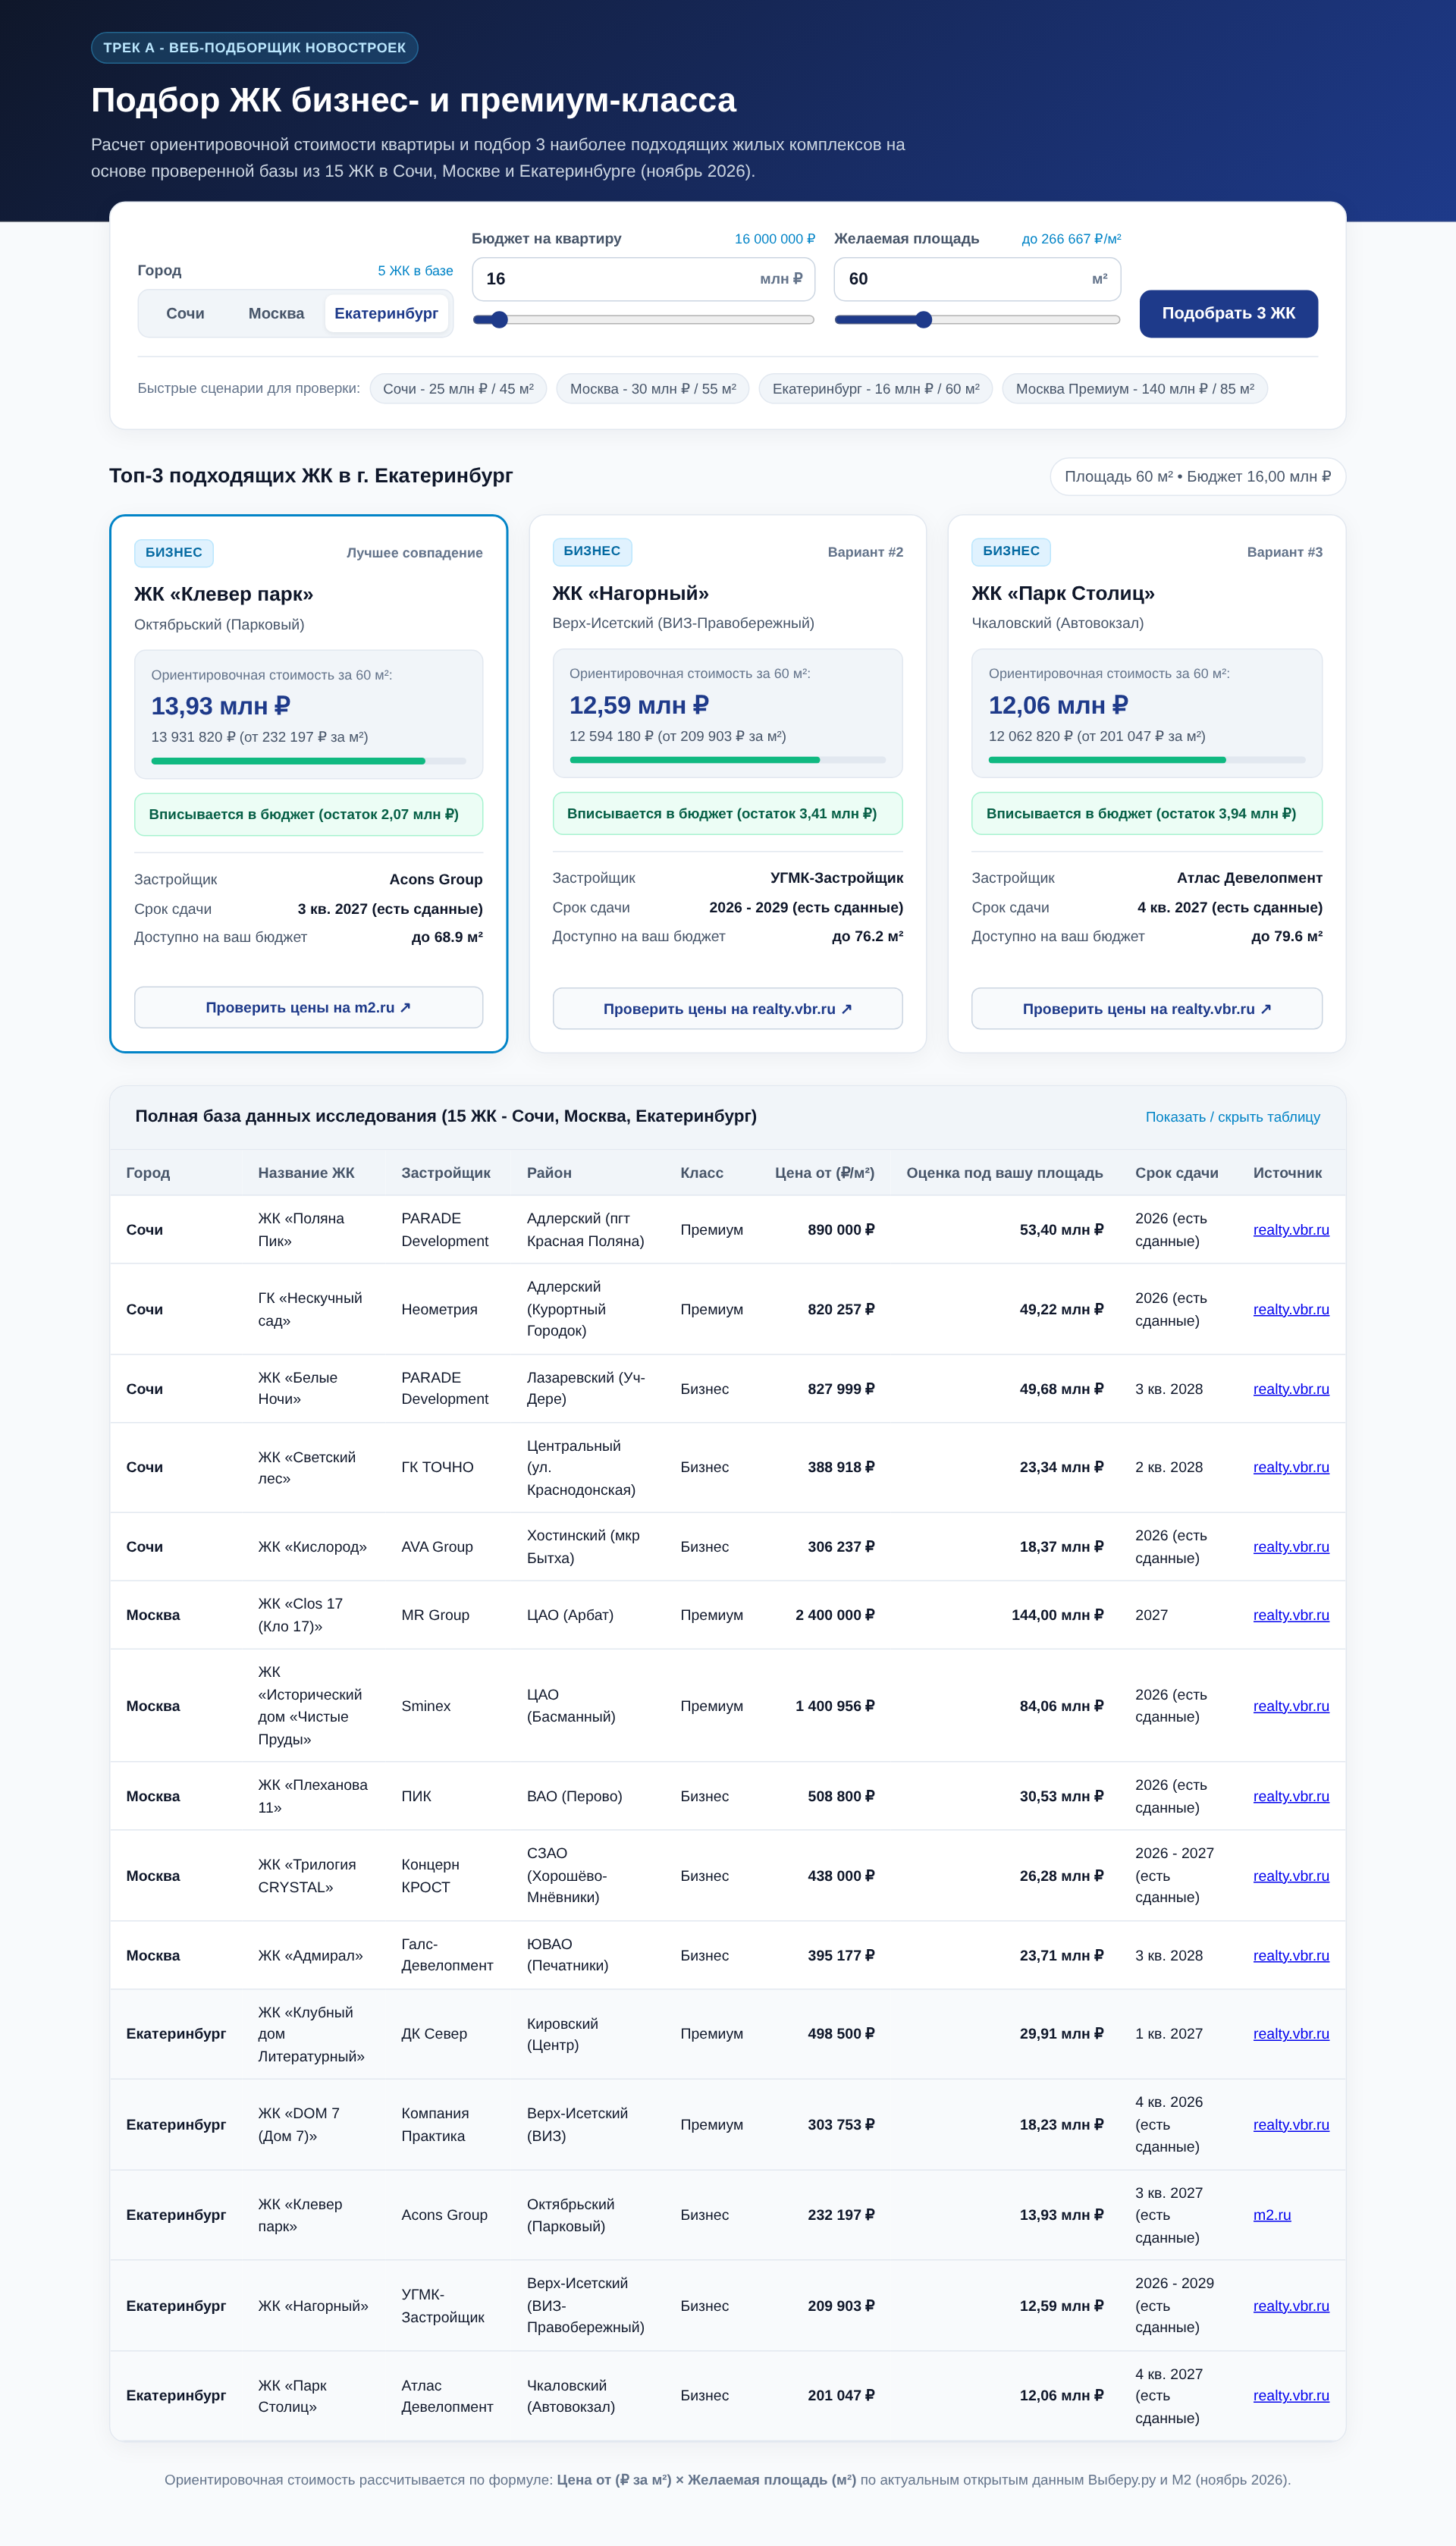 ТРЕК А - ВЕБ-ПОДБОРЩИК НОВОСТРОЕК
Подбор ЖК бизнес- и премиум-класса
Расчет ориентировочной стоимости квартиры и подбор 3 наиболее подходящих жилых комплексов на
основе проверенной базы из 15 ЖК в Сочи, Москве и Екатеринбурге (ноябрь 2026).
Город 5 ЖК в базе
Сочи Москва Екатеринбург
Бюджет на квартиру 16 000 000 ₽
16 млн ₽
Желаемая площадь до 266 667 ₽/м²
60 м²
Подобрать 3 ЖК
Быстрые сценарии для проверки: Сочи - 25 млн ₽ / 45 м² Москва - 30 млн ₽ / 55 м² Екатеринбург - 16 млн ₽ / 60 м² Москва Премиум - 140 млн ₽ / 85 м²
Топ-3 подходящих ЖК в г. Екатеринбург
Площадь 60 м² • Бюджет 16,00 млн ₽
БИЗНЕС Лучшее совпадение
ЖК «Клевер парк»
Октябрьский (Парковый)
Ориентировочная стоимость за 60 м²:
13,93 млн ₽
13 931 820 ₽ (от 232 197 ₽ за м²)
Вписывается в бюджет (остаток 2,07 млн ₽)
Застройщик Acons Group
Срок сдачи 3 кв. 2027 (есть сданные)
Доступно на ваш бюджет до 68.9 м²
Проверить цены на m2.ru ↗
БИЗНЕС Вариант #2
ЖК «Нагорный»
Верх-Исетский (ВИЗ-Правобережный)
Ориентировочная стоимость за 60 м²:
12,59 млн ₽
12 594 180 ₽ (от 209 903 ₽ за м²)
Вписывается в бюджет (остаток 3,41 млн ₽)
Застройщик УГМК-Застройщик
Срок сдачи 2026 - 2029 (есть сданные)
Доступно на ваш бюджет до 76.2 м²
Проверить цены на realty.vbr.ru ↗
БИЗНЕС Вариант #3
ЖК «Парк Столиц»
Чкаловский (Автовокзал)
Ориентировочная стоимость за 60 м²:
12,06 млн ₽
12 062 820 ₽ (от 201 047 ₽ за м²)
Вписывается в бюджет (остаток 3,94 млн ₽)
Застройщик Атлас Девелопмент
Срок сдачи 4 кв. 2027 (есть сданные)
Доступно на ваш бюджет до 79.6 м²
Проверить цены на realty.vbr.ru ↗
Полная база данных исследования (15 ЖК - Сочи, Москва, Екатеринбург) Показать / скрыть таблицу
Город Название ЖК Застройщик Район Класс Цена от (₽/м²) Оценка под вашу площадь Срок сдачи Источник
Сочи ЖК «Поляна Пик» PARADE Development Адлерский (пгт Красная Поляна) Премиум 890 000 ₽ 53,40 млн ₽ 2026 (есть сданные) realty.vbr.ru
Сочи ГК «Нескучный сад» Неометрия Адлерский (Курортный Городок) Премиум 820 257 ₽ 49,22 млн ₽ 2026 (есть сданные) realty.vbr.ru
Сочи ЖК «Белые Ночи» PARADE Development Лазаревский (Уч-Дере) Бизнес 827 999 ₽ 49,68 млн ₽ 3 кв. 2028 realty.vbr.ru
Сочи ЖК «Светский лес» ГК ТОЧНО Центральный (ул. Краснодонская) Бизнес 388 918 ₽ 23,34 млн ₽ 2 кв. 2028 realty.vbr.ru
Сочи ЖК «Кислород» AVA Group Хостинский (мкр Бытха) Бизнес 306 237 ₽ 18,37 млн ₽ 2026 (есть сданные) realty.vbr.ru
Москва ЖК «Clos 17 (Кло 17)» MR Group ЦАО (Арбат) Премиум 2 400 000 ₽ 144,00 млн ₽ 2027 realty.vbr.ru
Москва ЖК «Исторический дом «Чистые Пруды» Sminex ЦАО (Басманный) Премиум 1 400 956 ₽ 84,06 млн ₽ 2026 (есть сданные) realty.vbr.ru
Москва ЖК «Плеханова 11» ПИК ВАО (Перово) Бизнес 508 800 ₽ 30,53 млн ₽ 2026 (есть сданные) realty.vbr.ru
Москва ЖК «Трилогия CRYSTAL» Концерн КРОСТ СЗАО (Хорошёво-Мнёвники) Бизнес 438 000 ₽ 26,28 млн ₽ 2026 - 2027 (есть сданные) realty.vbr.ru
Москва ЖК «Адмирал» Галс-Девелопмент ЮВАО (Печатники) Бизнес 395 177 ₽ 23,71 млн ₽ 3 кв. 2028 realty.vbr.ru
Екатеринбург ЖК «Клубный дом Литературный» ДК Север Кировский (Центр) Премиум 498 500 ₽ 29,91 млн ₽ 1 кв. 2027 realty.vbr.ru
Екатеринбург ЖК «DOM 7 (Дом 7)» Компания Практика Верх-Исетский (ВИЗ) Премиум 303 753 ₽ 18,23 млн ₽ 4 кв. 2026 (есть сданные) realty.vbr.ru
Екатеринбург ЖК «Клевер парк» Acons Group Октябрьский (Парковый) Бизнес 232 197 ₽ 13,93 млн ₽ 3 кв. 2027 (есть сданные) m2.ru
Екатеринбург ЖК «Нагорный» УГМК-Застройщик Верх-Исетский (ВИЗ-Правобережный) Бизнес 209 903 ₽ 12,59 млн ₽ 2026 - 2029 (есть сданные) realty.vbr.ru
Екатеринбург ЖК «Парк Столиц» Атлас Девелопмент Чкаловский (Автовокзал) Бизнес 201 047 ₽ 12,06 млн ₽ 4 кв. 2027 (есть сданные) realty.vbr.ru
Ориентировочная стоимость рассчитывается по формуле: Цена от (₽ за м²) × Желаемая площадь (м²) по актуальным открытым данным Выберу.ру и М2 (ноябрь 2026).